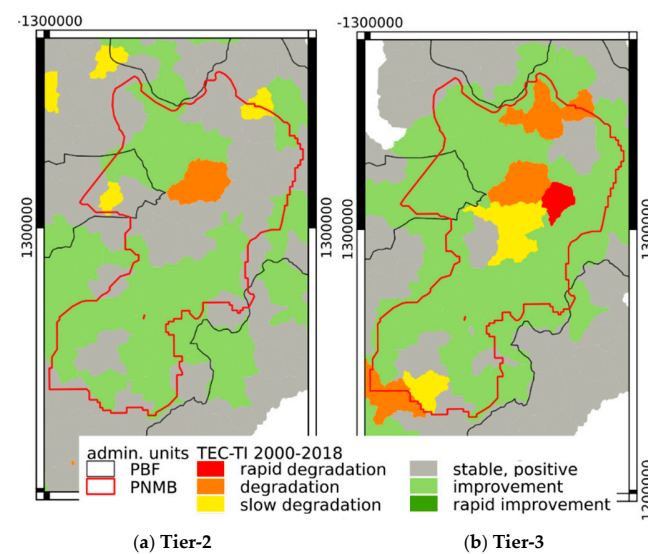 -1300000
-1300000
1300000
1300000
1300000
1200000
admin. units TEC-TI 2000-2018
PBF
PNMB
rapid degradation
degradation
slow degradation
stable, positive
improvement
rapid improvement
(a) Tier-2
(b) Tier-3